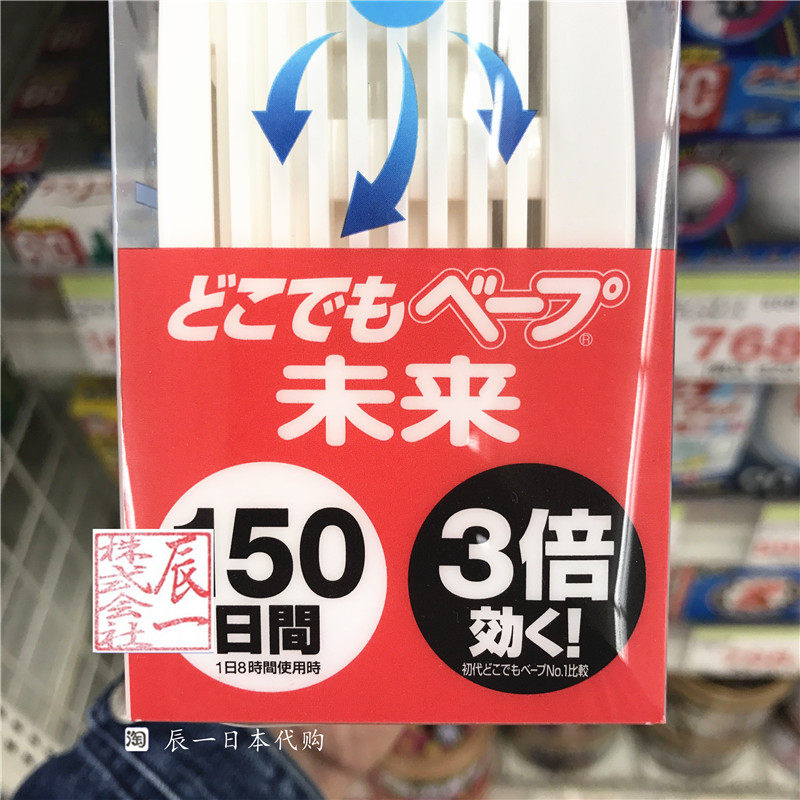 どこでもベープ®
未来
150
日間
1日8時間使用時
3倍
効く!
初代どこでもベープNo.1比較
辰一
株式会社
768
淘 辰一日本代购